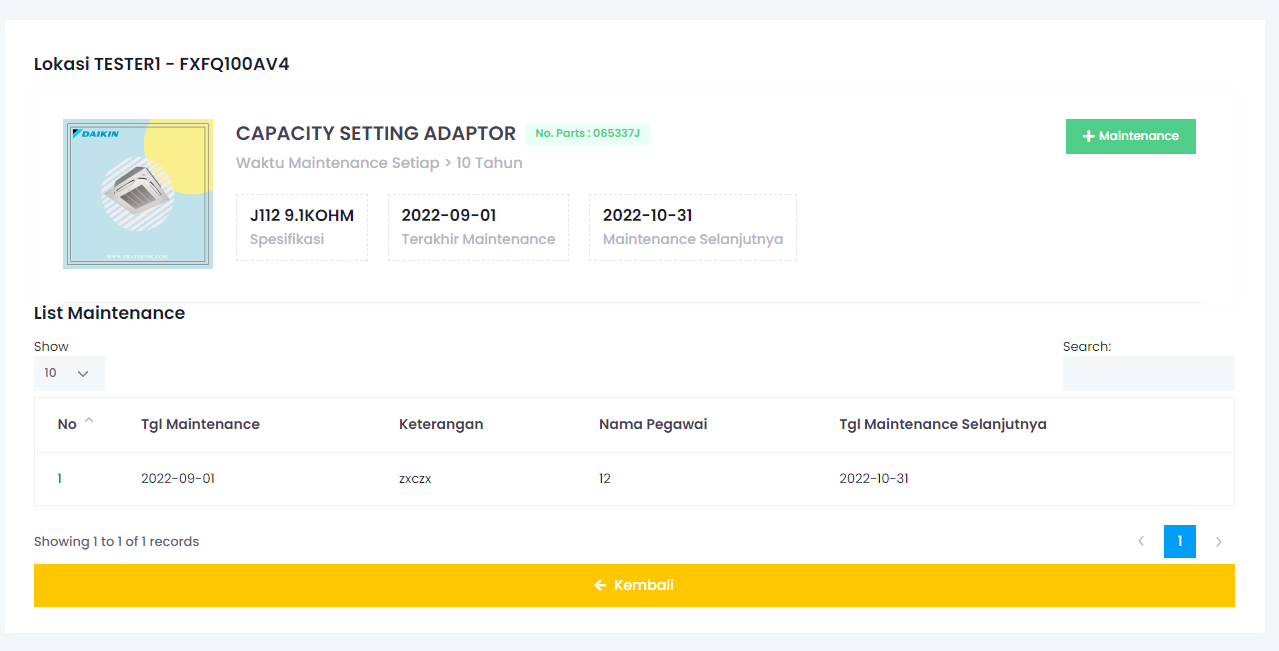 Lokasi TESTER1 - FXFQ100AV4
DAIKIN
CAPACITY SETTING ADAPTOR No. Parts : 065337J
+ Maintenance
Waktu Maintenance Setiap > 10 Tahun
J112 9.1KOHM 2022-09-01 2022-10-31
Spesifikasi Terakhir Maintenance Maintenance Selanjutnya
List Maintenance
Show Search:
10
No Tgl Maintenance Keterangan Nama Pegawai Tgl Maintenance Selanjutnya
1 2022-09-01 zxczx 12 2022-10-31
Showing 1 to 1 of 1 records < 1 >
← Kembali